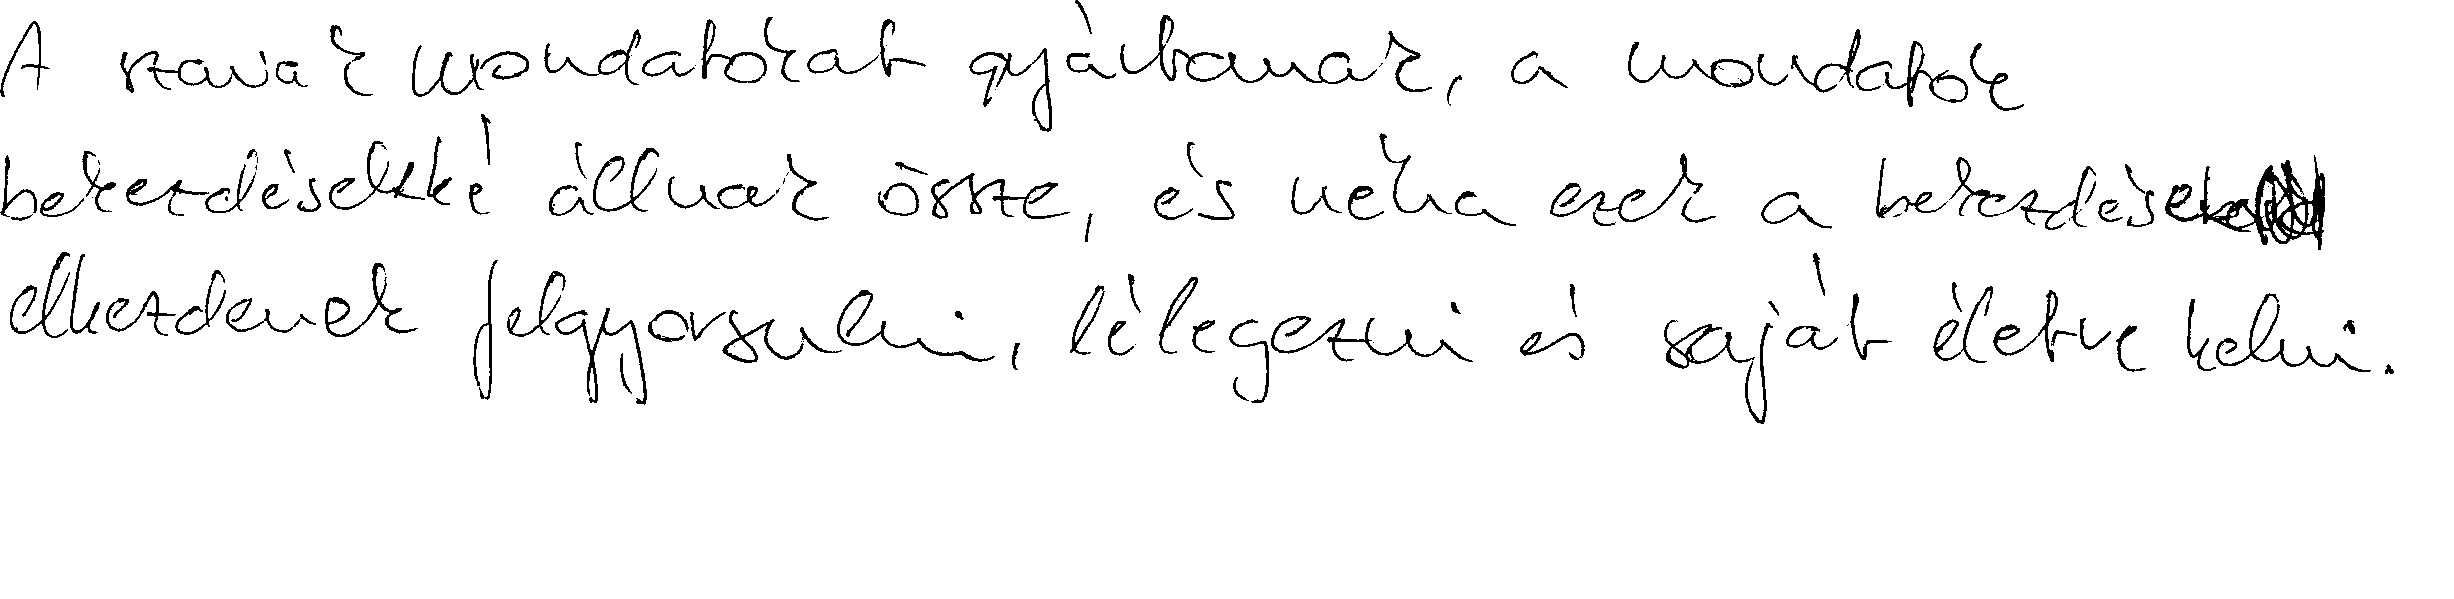 A szavak mondatokat gyártanak, a mondatok
bekezdésekké állnak össze, és néha ezek a bekezdések
elkezdenek felgyorsulni, lélegezni és saját életre kelni.